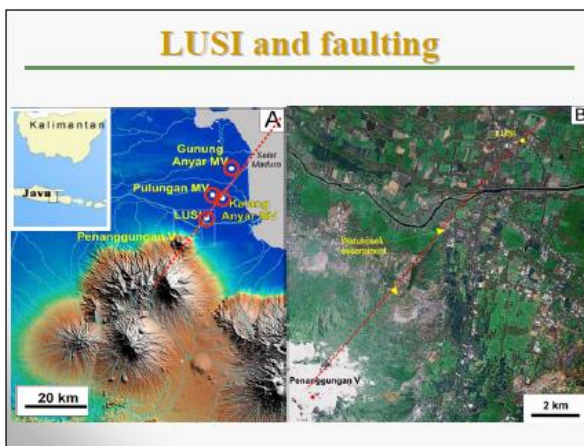 LUSI and faulting
Kalimantan
Java
A
Gunung
Anyar MV
Selat
Madura
Pulungan MV
Kalang
Anyar MV
LUSI
Penanggungan V
20 km
B
LUSI
Watukosek
escarpment
Penanggungan V
2 km